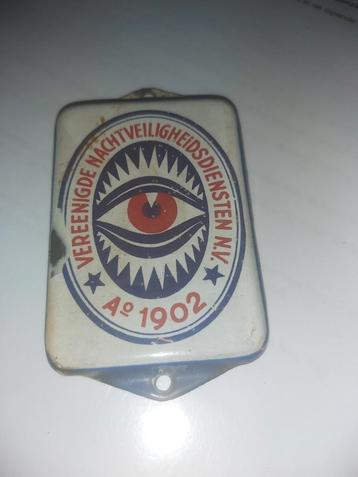 VEREENIGDE NACHTVEILIGHEIDSDIENSTEN N.V.
Aº 1902